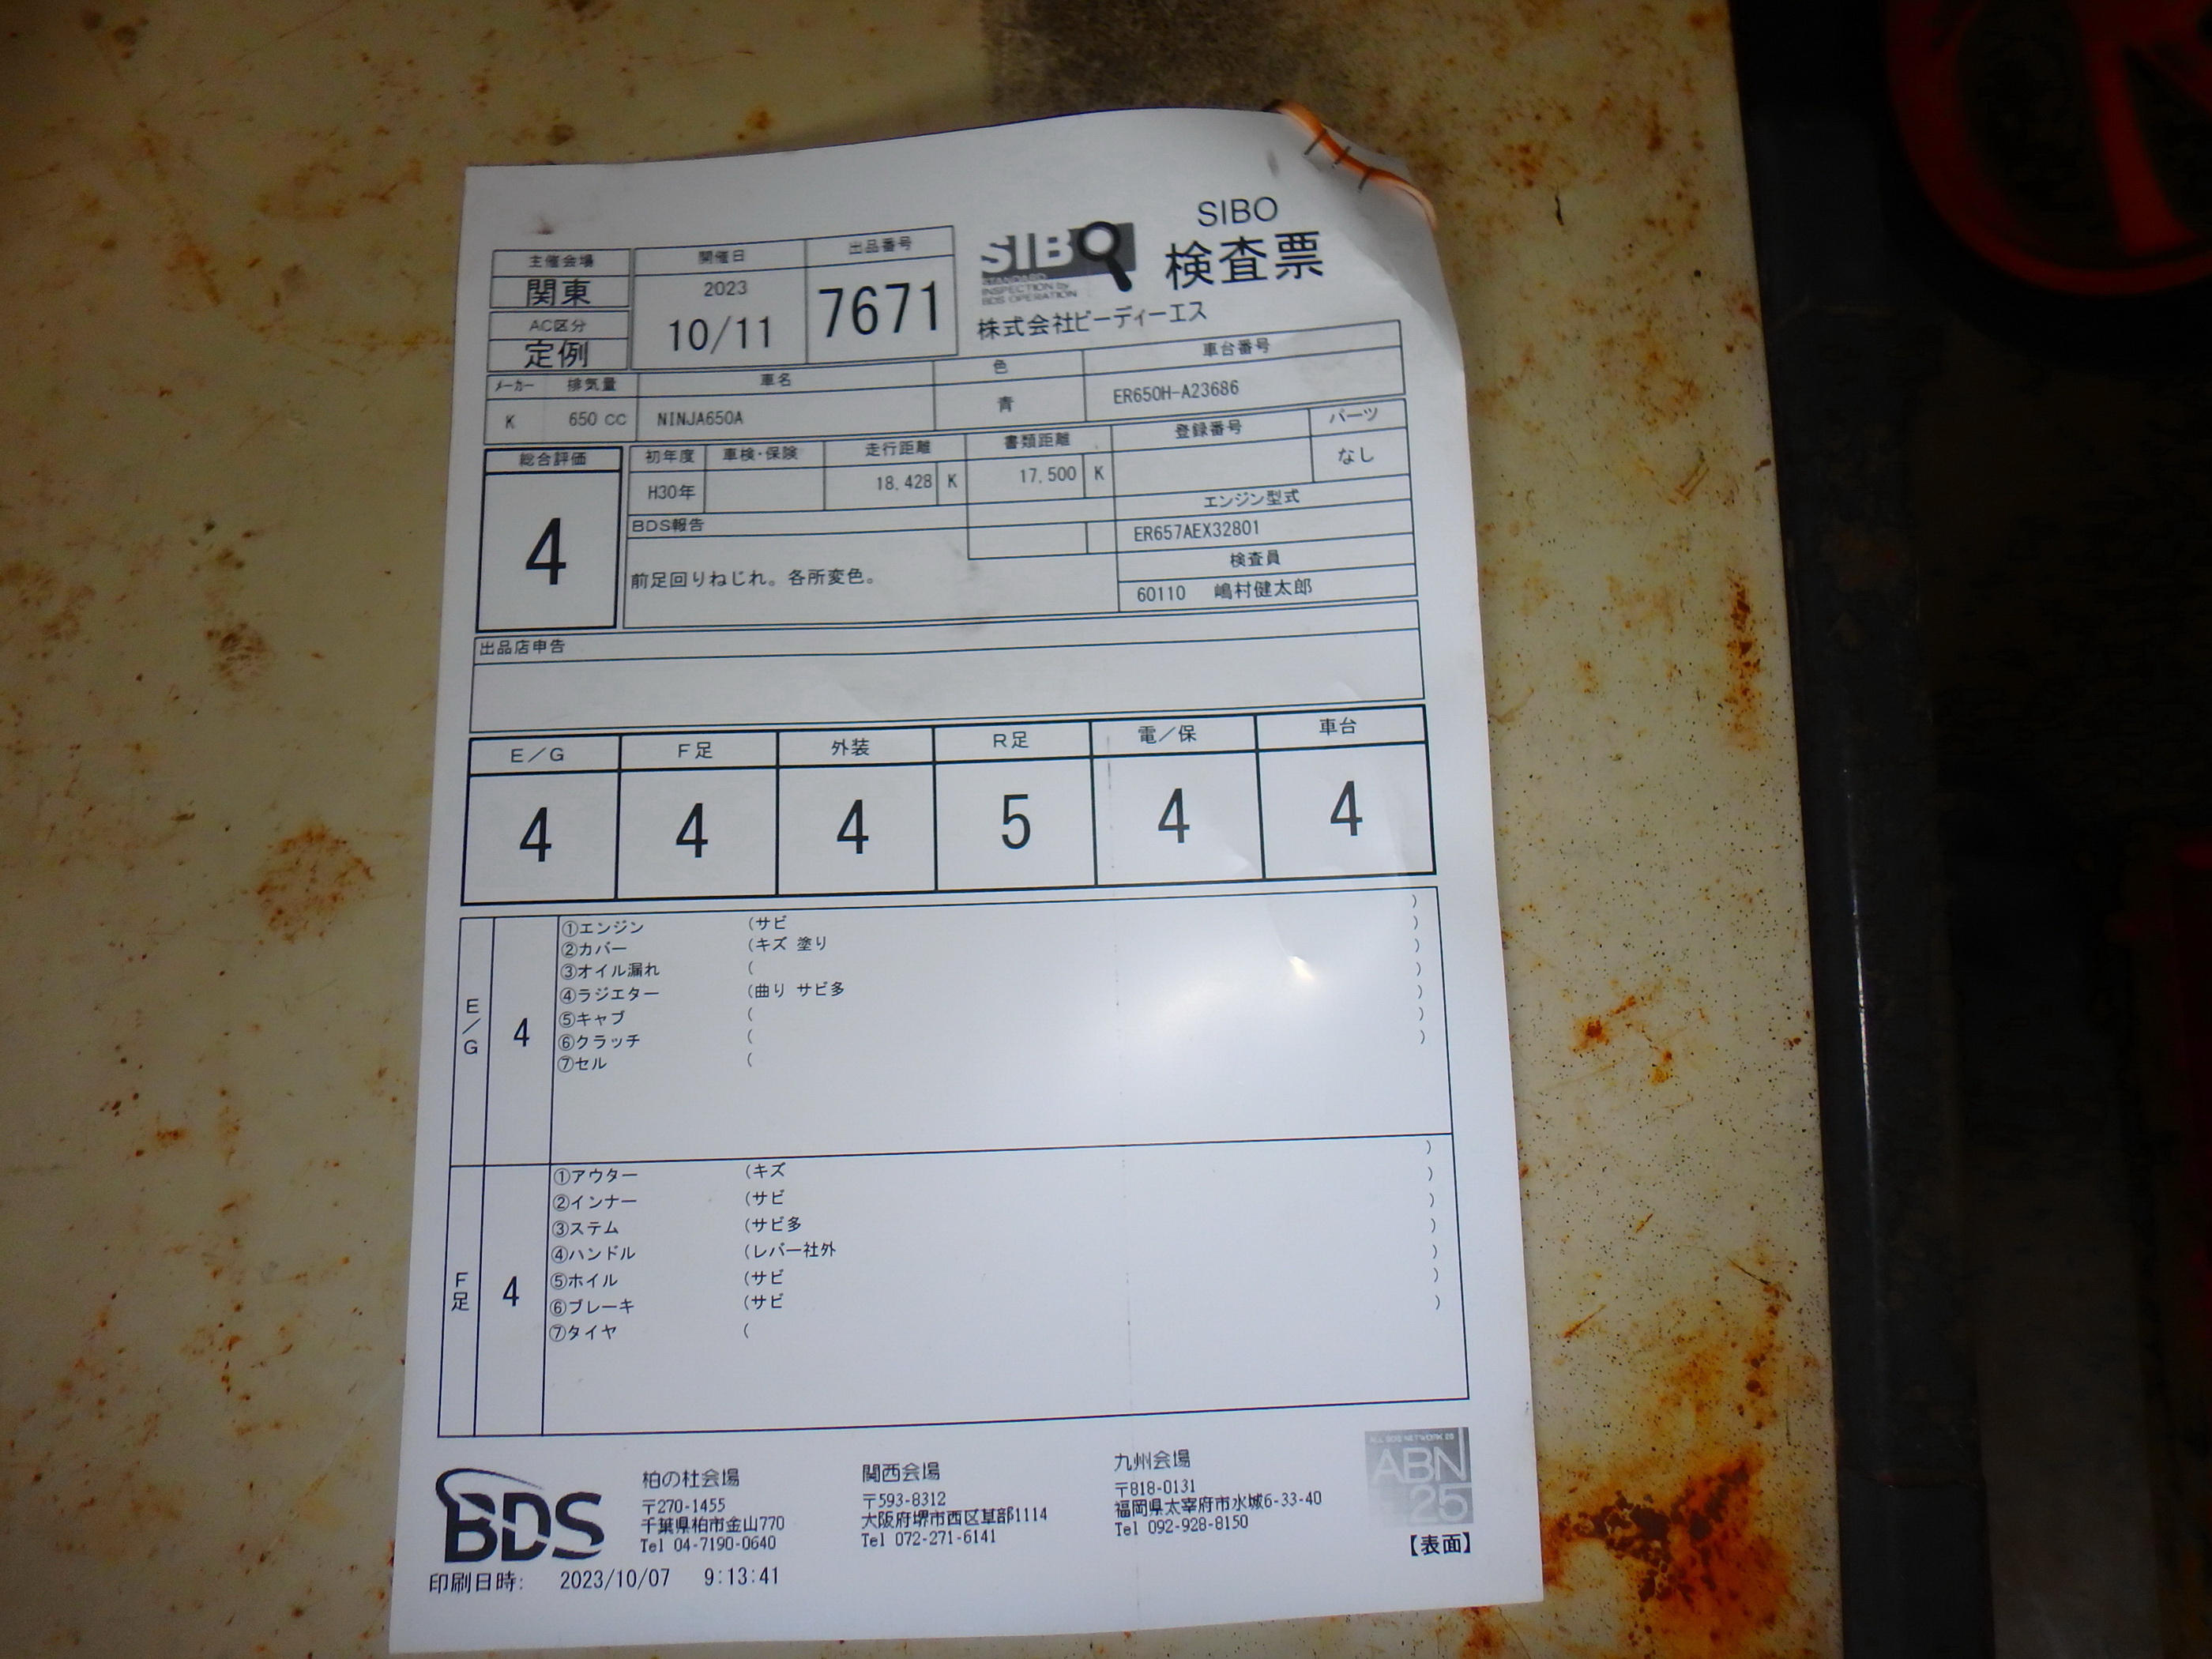 SIBO
検査票
SIBO
STANDARD
INSPECTION by
BDS OPERATION
株式会社ビーディーエス
主催会場 開催日 出品番号
関東 2023 10/11 7671
AC区分
定例
メーカー 排気量 車名 色 車台番号
K 650 cc NINJA650A 青 ER650H-A23686
総合評価 初年度 車検・保険 走行距離 書類距離 登録番号 パーツ
4 H30年 18,428 K 17,500 K なし
BDS報告 エンジン型式
ER657AEX32801
前足回りねじれ。各所変色。 検査員
60110 嶋村健太郎
出品店申告
E/G F足 外装 R足 電/保 車台
4 4 4 5 4 4
E/G 4
①エンジン (サビ )
②カバー (キズ 塗り )
③オイル漏れ ( )
④ラジエター (曲り サビ多 )
⑤キャブ ( )
⑥クラッチ ( )
⑦セル ( )
F足 4
①アウター (キズ )
②インナー (サビ )
③ステム (サビ多 )
④ハンドル (レバー社外 )
⑤ホイル (サビ )
⑥ブレーキ (サビ )
⑦タイヤ ( )
BDS
柏の杜会場
〒270-1455
千葉県柏市金山770
Tel 04-7190-0640
関西会場
〒593-8312
大阪府堺市西区草部1114
Tel 072-271-6141
九州会場
〒818-0131
福岡県太宰府市水城6-33-40
Tel 092-928-8150
ALL BDS NETWORK 25
ABN
25
【表面】
印刷日時: 2023/10/07 9:13:41